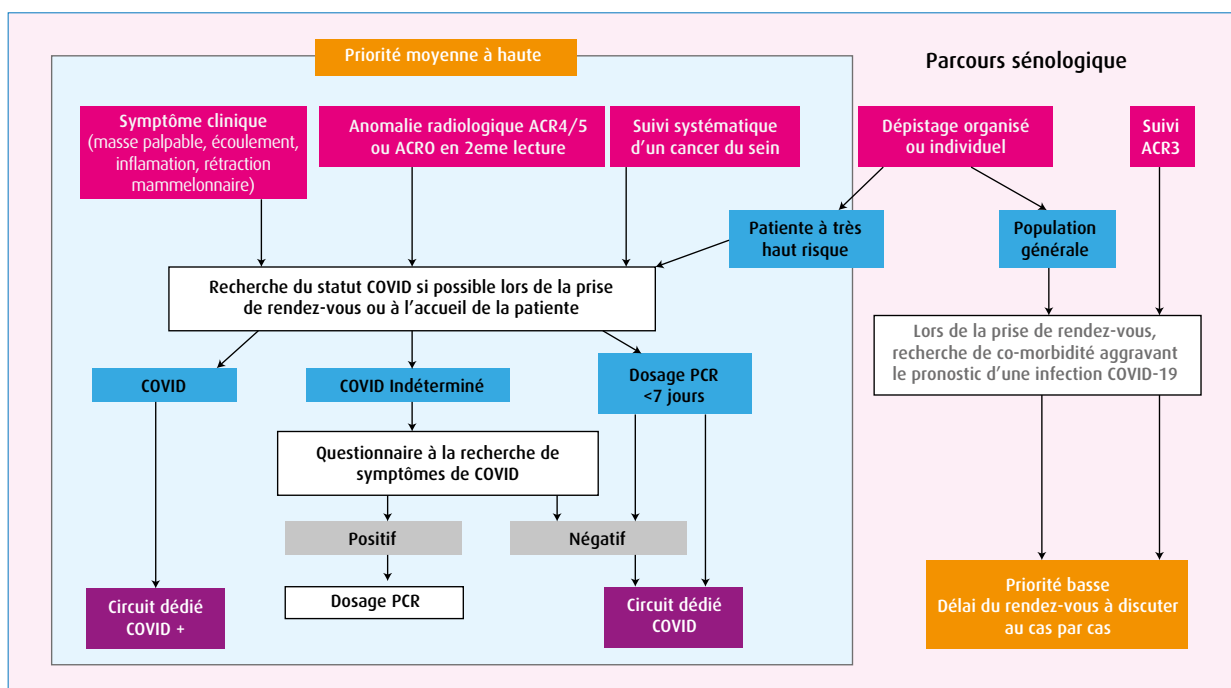 Priorité moyenne à haute
Parcours sénologique
Symptôme clinique
(masse palpable, écoulement,
inflamation, rétraction
mammelonnaire)
Anomalie radiologique ACR4/5
ou ACR0 en 2eme lecture
Suivi systématique
d'un cancer du sein
Dépistage organisé
ou individuel
Suivi
ACR3
Patiente à très
haut risque
Population
générale
Recherche du statut COVID si possible lors de la prise
de rendez-vous ou à l'accueil de la patiente
Lors de la prise de rendez-vous,
recherche de co-morbidité aggravant
le pronostic d'une infection COVID-19
COVID
COVID Indéterminé
Dosage PCR
<7 jours
Questionnaire à la recherche de
symptômes de COVID
Positif
Négatif
Circuit dédié
COVID +
Dosage PCR
Circuit dédié
COVID
Priorité basse
Délai du rendez-vous à discuter
au cas par cas